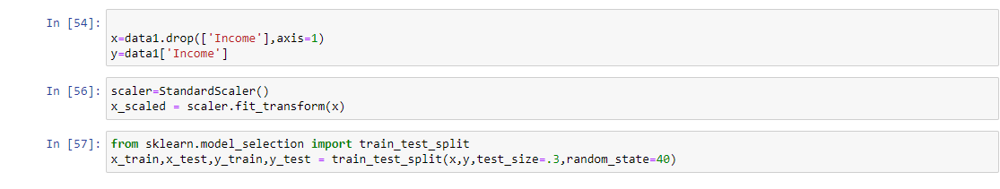 In [54]:
x=data1.drop(['Income'],axis=1)
y=data1['Income']
In [56]:
scaler=StandardScaler()
x_scaled = scaler.fit_transform(x)
In [57]:
from sklearn.model_selection import train_test_split
x_train,x_test,y_train,y_test = train_test_split(x,y,test_size=.3,random_state=40)